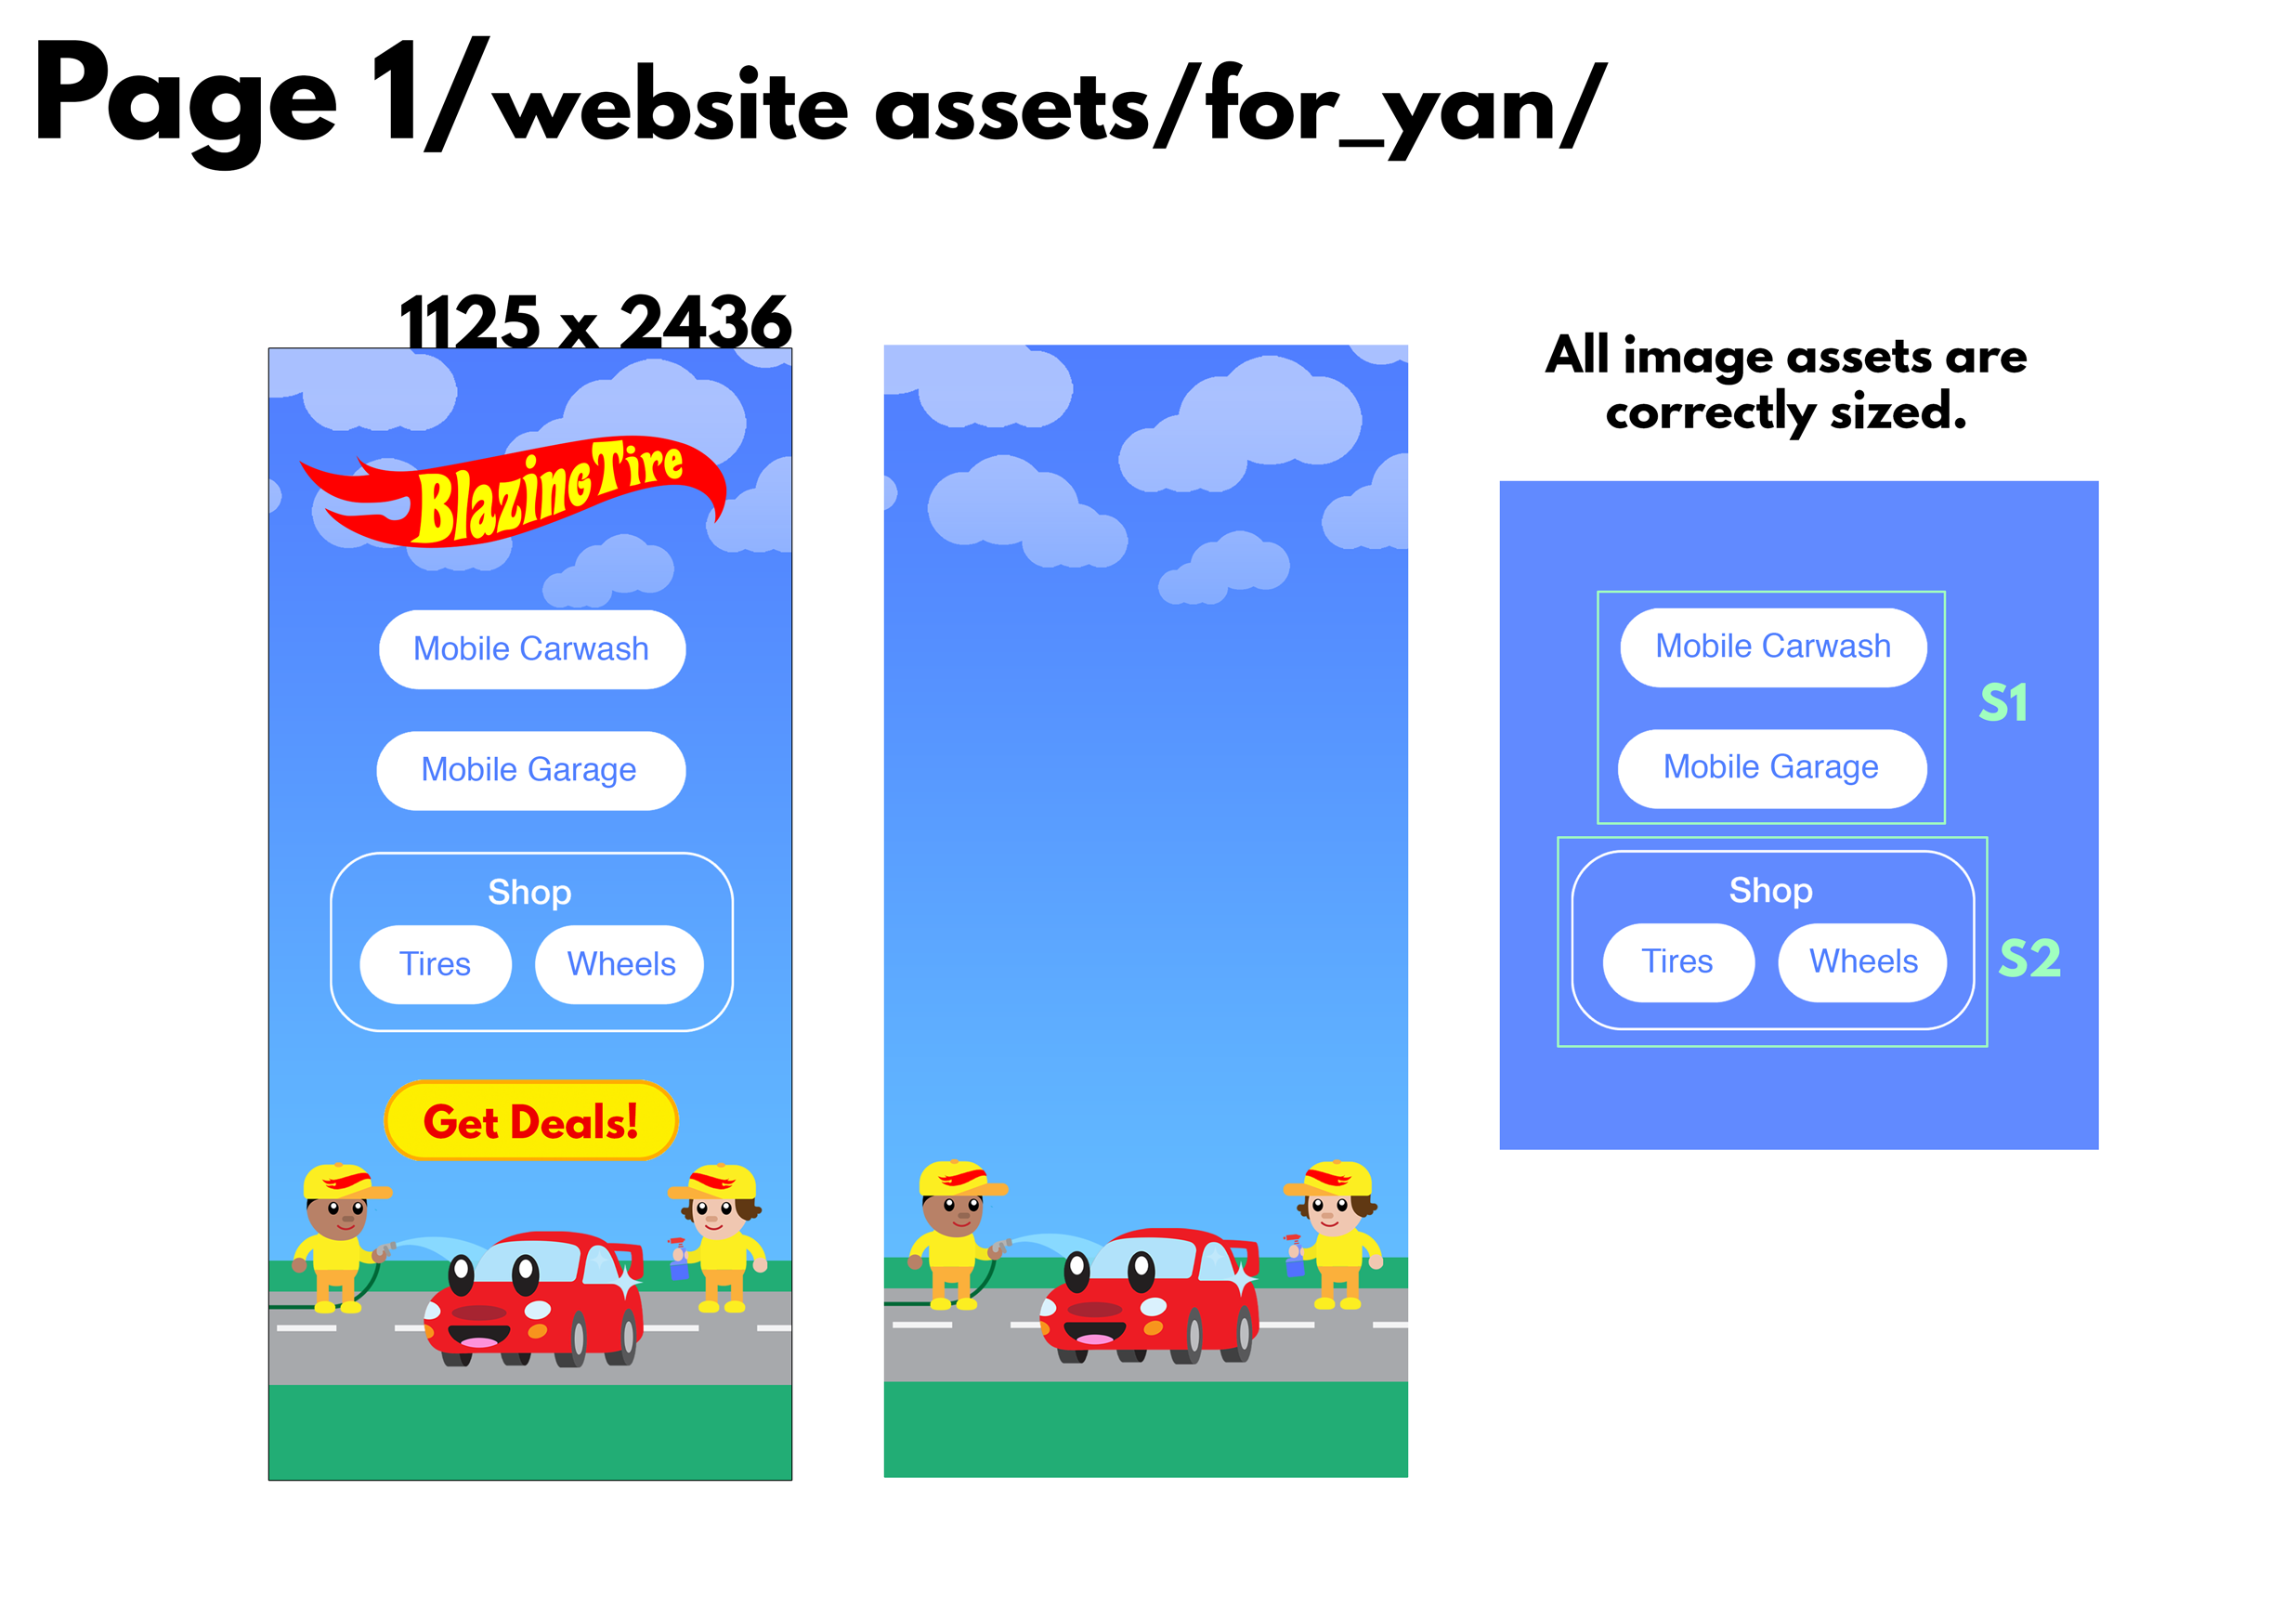 Page 1/website assets/for_yan/
1125 x 2436
BlazingTire
Mobile Carwash
Mobile Garage
Shop
Tires Wheels
Get Deals!
All image assets are
correctly sized.
Mobile Carwash
S1
Mobile Garage
Shop
Tires Wheels
S2